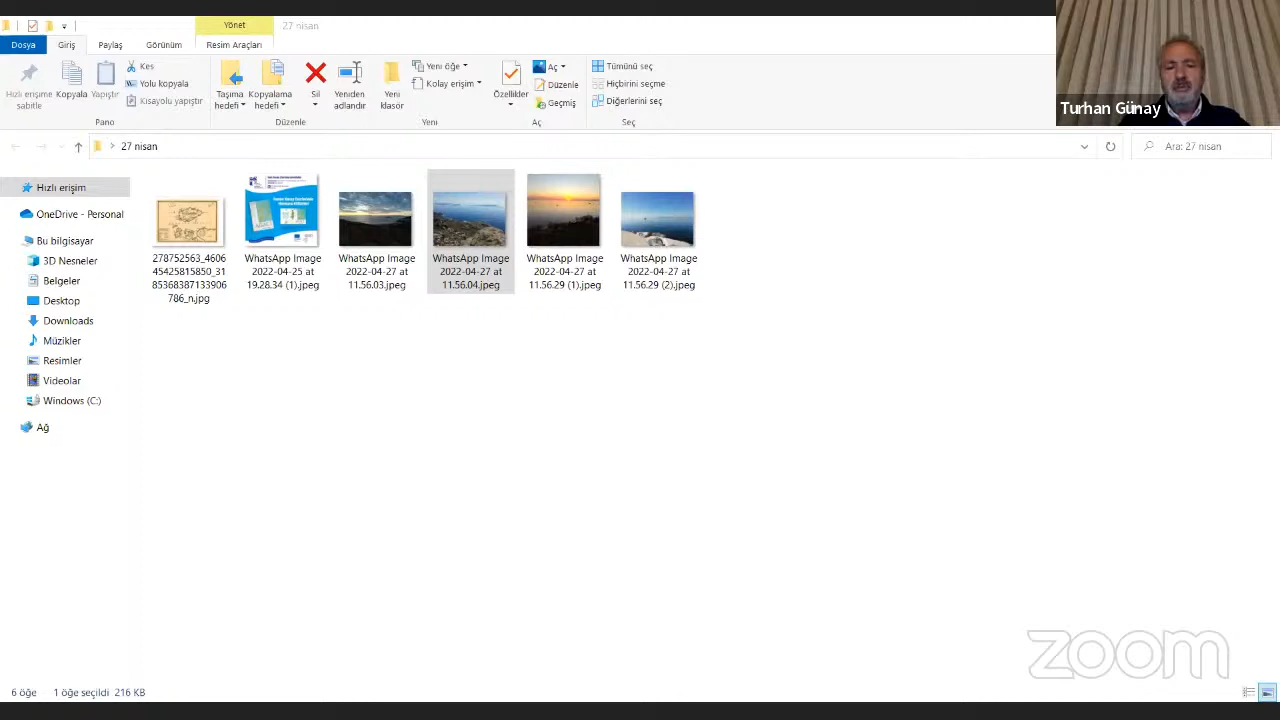 Yönet
27 nisan
Dosya
Giriş
Paylaş
Görünüm
Resim Araçları
Hızlı erişime
sabitle
Kopyala
Yapıştır
Kes
Yolu kopyala
Kısayolu yapıştır
Pano
Taşıma
hedefi
Kopyalama
hedefi
Sil
Yeniden
adlandır
Düzenle
Yeni
klasör
Yeni öğe
Kolay erişim
Yeni
Özellikler
Aç
Düzenle
Geçmiş
Aç
Tümünü seç
Hiçbirini seçme
Diğerlerini seç
Seç
Turhan Günay
27 nisan
Ara: 27 nisan
Hızlı erişim
OneDrive - Personal
Bu bilgisayar
3D Nesneler
Belgeler
Desktop
Downloads
Müzikler
Resimler
Videolar
Windows (C:)
Ağ
278752563_4606
45425815850_31
85368387133906
786_n.jpg
WhatsApp Image
2022-04-25 at
19.28.34 (1).jpeg
WhatsApp Image
2022-04-27 at
11.56.03.jpeg
WhatsApp Image
2022-04-27 at
11.56.04.jpeg
WhatsApp Image
2022-04-27 at
11.56.29 (1).jpeg
WhatsApp Image
2022-04-27 at
11.56.29 (2).jpeg
zoom
6 öğe
1 öğe seçildi 216 KB